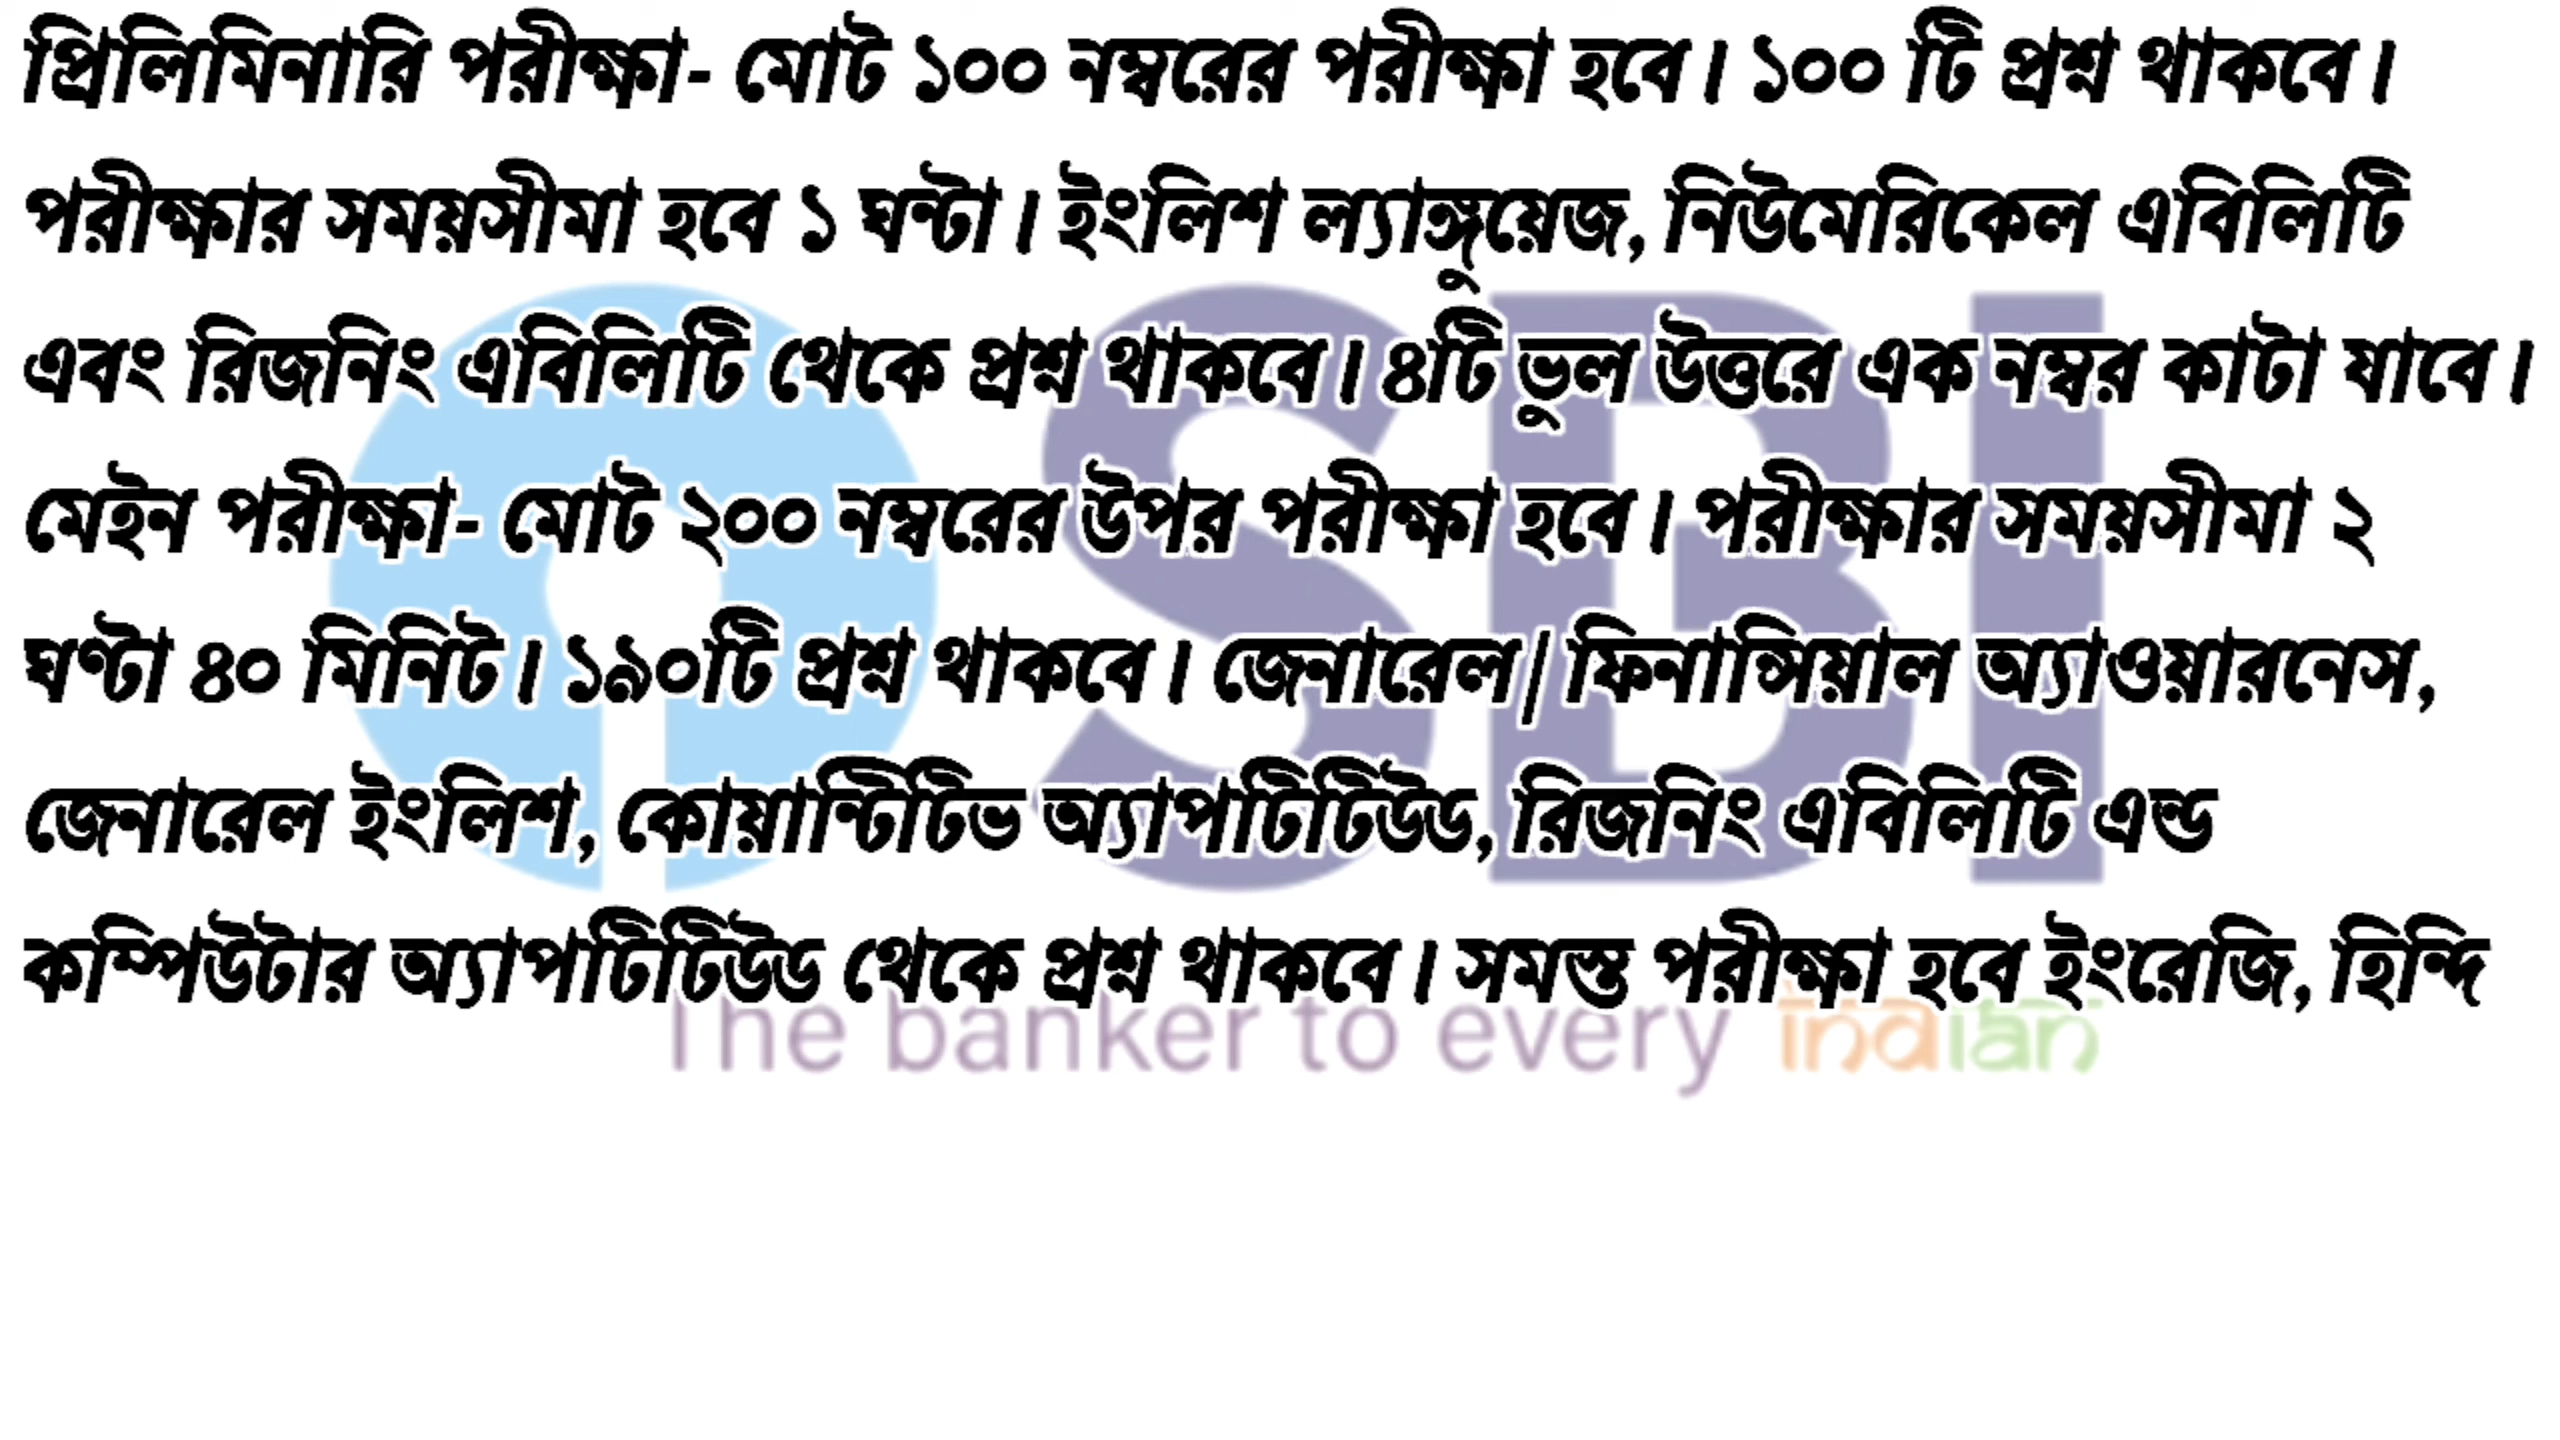 প্রিলিমিনারি পরীক্ষা- মোট ১০০ নম্বরের পরীক্ষা হবে। ১০০ টি প্রশ্ন থাকবে।
পরীক্ষার সময়সীমা হবে ১ ঘন্টা। ইংলিশ ল্যাঙ্গুয়েজ, নিউমেরিকেল এবিলিটি
এবং রিজনিং এবিলিটি থেকে প্রশ্ন থাকবে। ৪টি ভুল উত্তরে এক নম্বর কাটা যাবে।
মেইন পরীক্ষা- মোট ২০০ নম্বরের উপর পরীক্ষা হবে। পরীক্ষার সময়সীমা ২
ঘণ্টা ৪০ মিনিট। ১৯০টি প্রশ্ন থাকবে। জেনারেল/ ফিনান্সিয়াল অ্যাওয়ারনেস,
জেনারেল ইংলিশ, কোয়ান্টিটিভ অ্যাপটিটিউড, রিজনিং এবিলিটি এন্ড
কম্পিউটার অ্যাপটিটিউড থেকে প্রশ্ন থাকবে। সমস্ত পরীক্ষা হবে ইংরেজি, হিন্দি
SBI
The banker to every indian